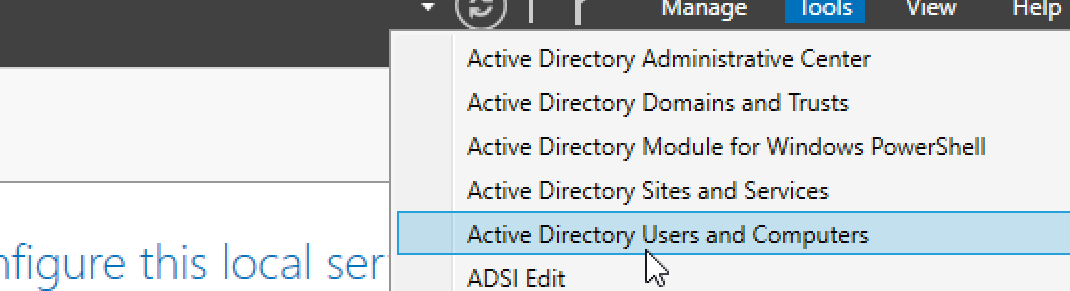 Manage Tools View Help
Active Directory Administrative Center
Active Directory Domains and Trusts
Active Directory Module for Windows PowerShell
Active Directory Sites and Services
Active Directory Users and Computers
nfigure this local ser
ADSI Edit